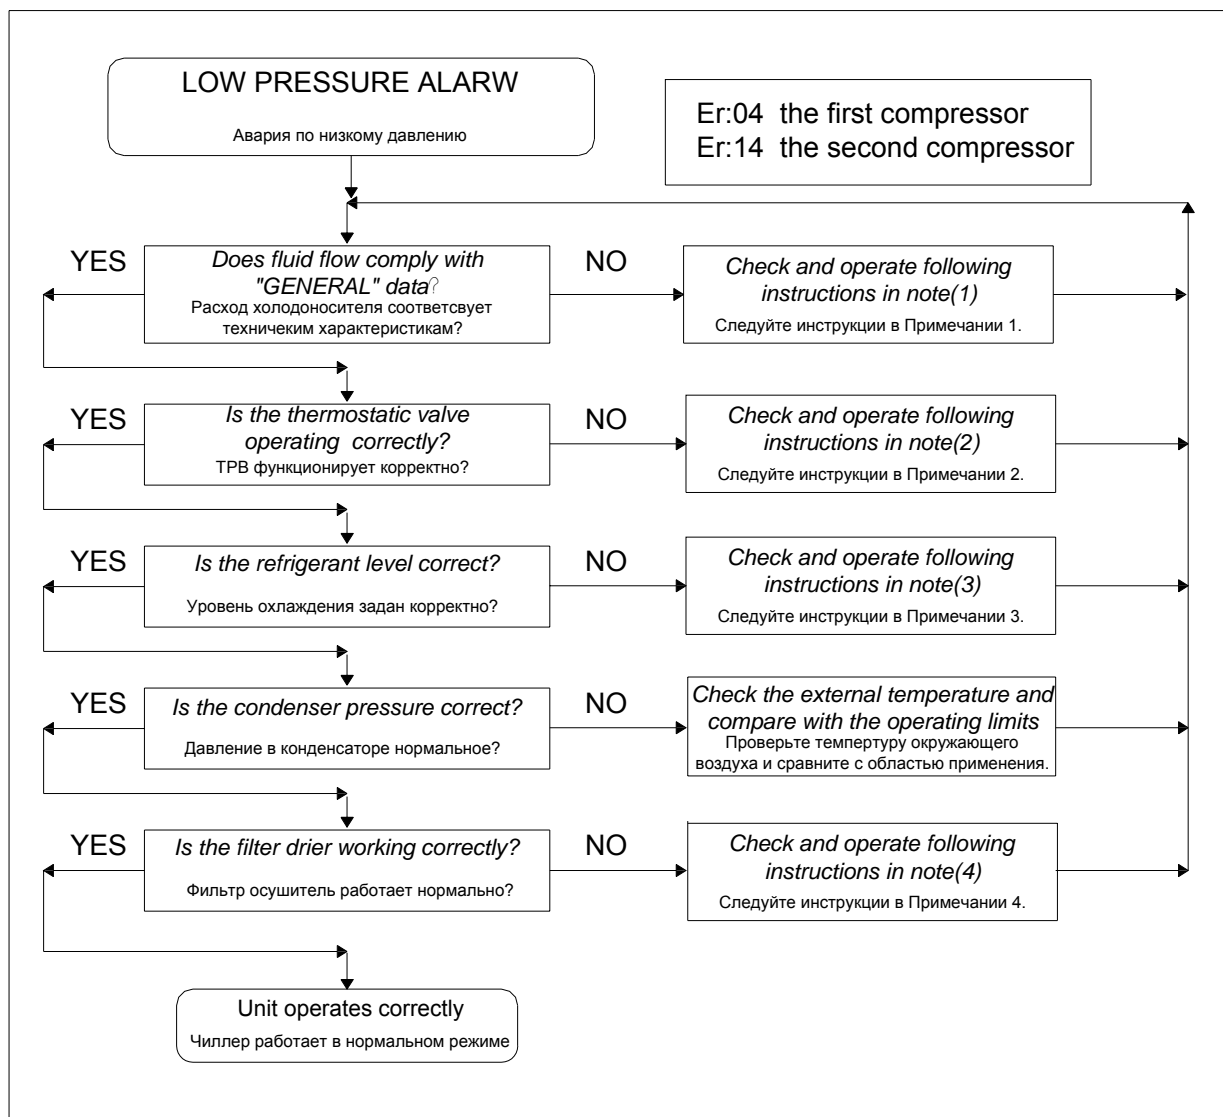 LOW PRESSURE ALARW
Авария по низкому давлению
Er:04 the first compressor
Er:14 the second compressor
YES
Does fluid flow comply with
"GENERAL" data?
Расход холодоносителя соответсвует
техничеким характеристикам?
NO
Check and operate following
instructions in note(1)
Следуйте инструкции в Примечании 1.
YES
Is the thermostatic valve
operating correctly?
ТРВ функционирует корректно?
NO
Check and operate following
instructions in note(2)
Следуйте инструкции в Примечании 2.
YES
Is the refrigerant level correct?
Уровень охлаждения задан корректно?
NO
Check and operate following
instructions in note(3)
Следуйте инструкции в Примечании 3.
YES
Is the condenser pressure correct?
Давление в конденсаторе нормальное?
NO
Check the external temperature and
compare with the operating limits
Проверьте темпертуру окружающего
воздуха и сравните с областью применения.
YES
Is the filter drier working correctly?
Фильтр осушитель работает нормально?
NO
Check and operate following
instructions in note(4)
Следуйте инструкции в Примечании 4.
Unit operates correctly
Чиллер работает в нормальном режиме